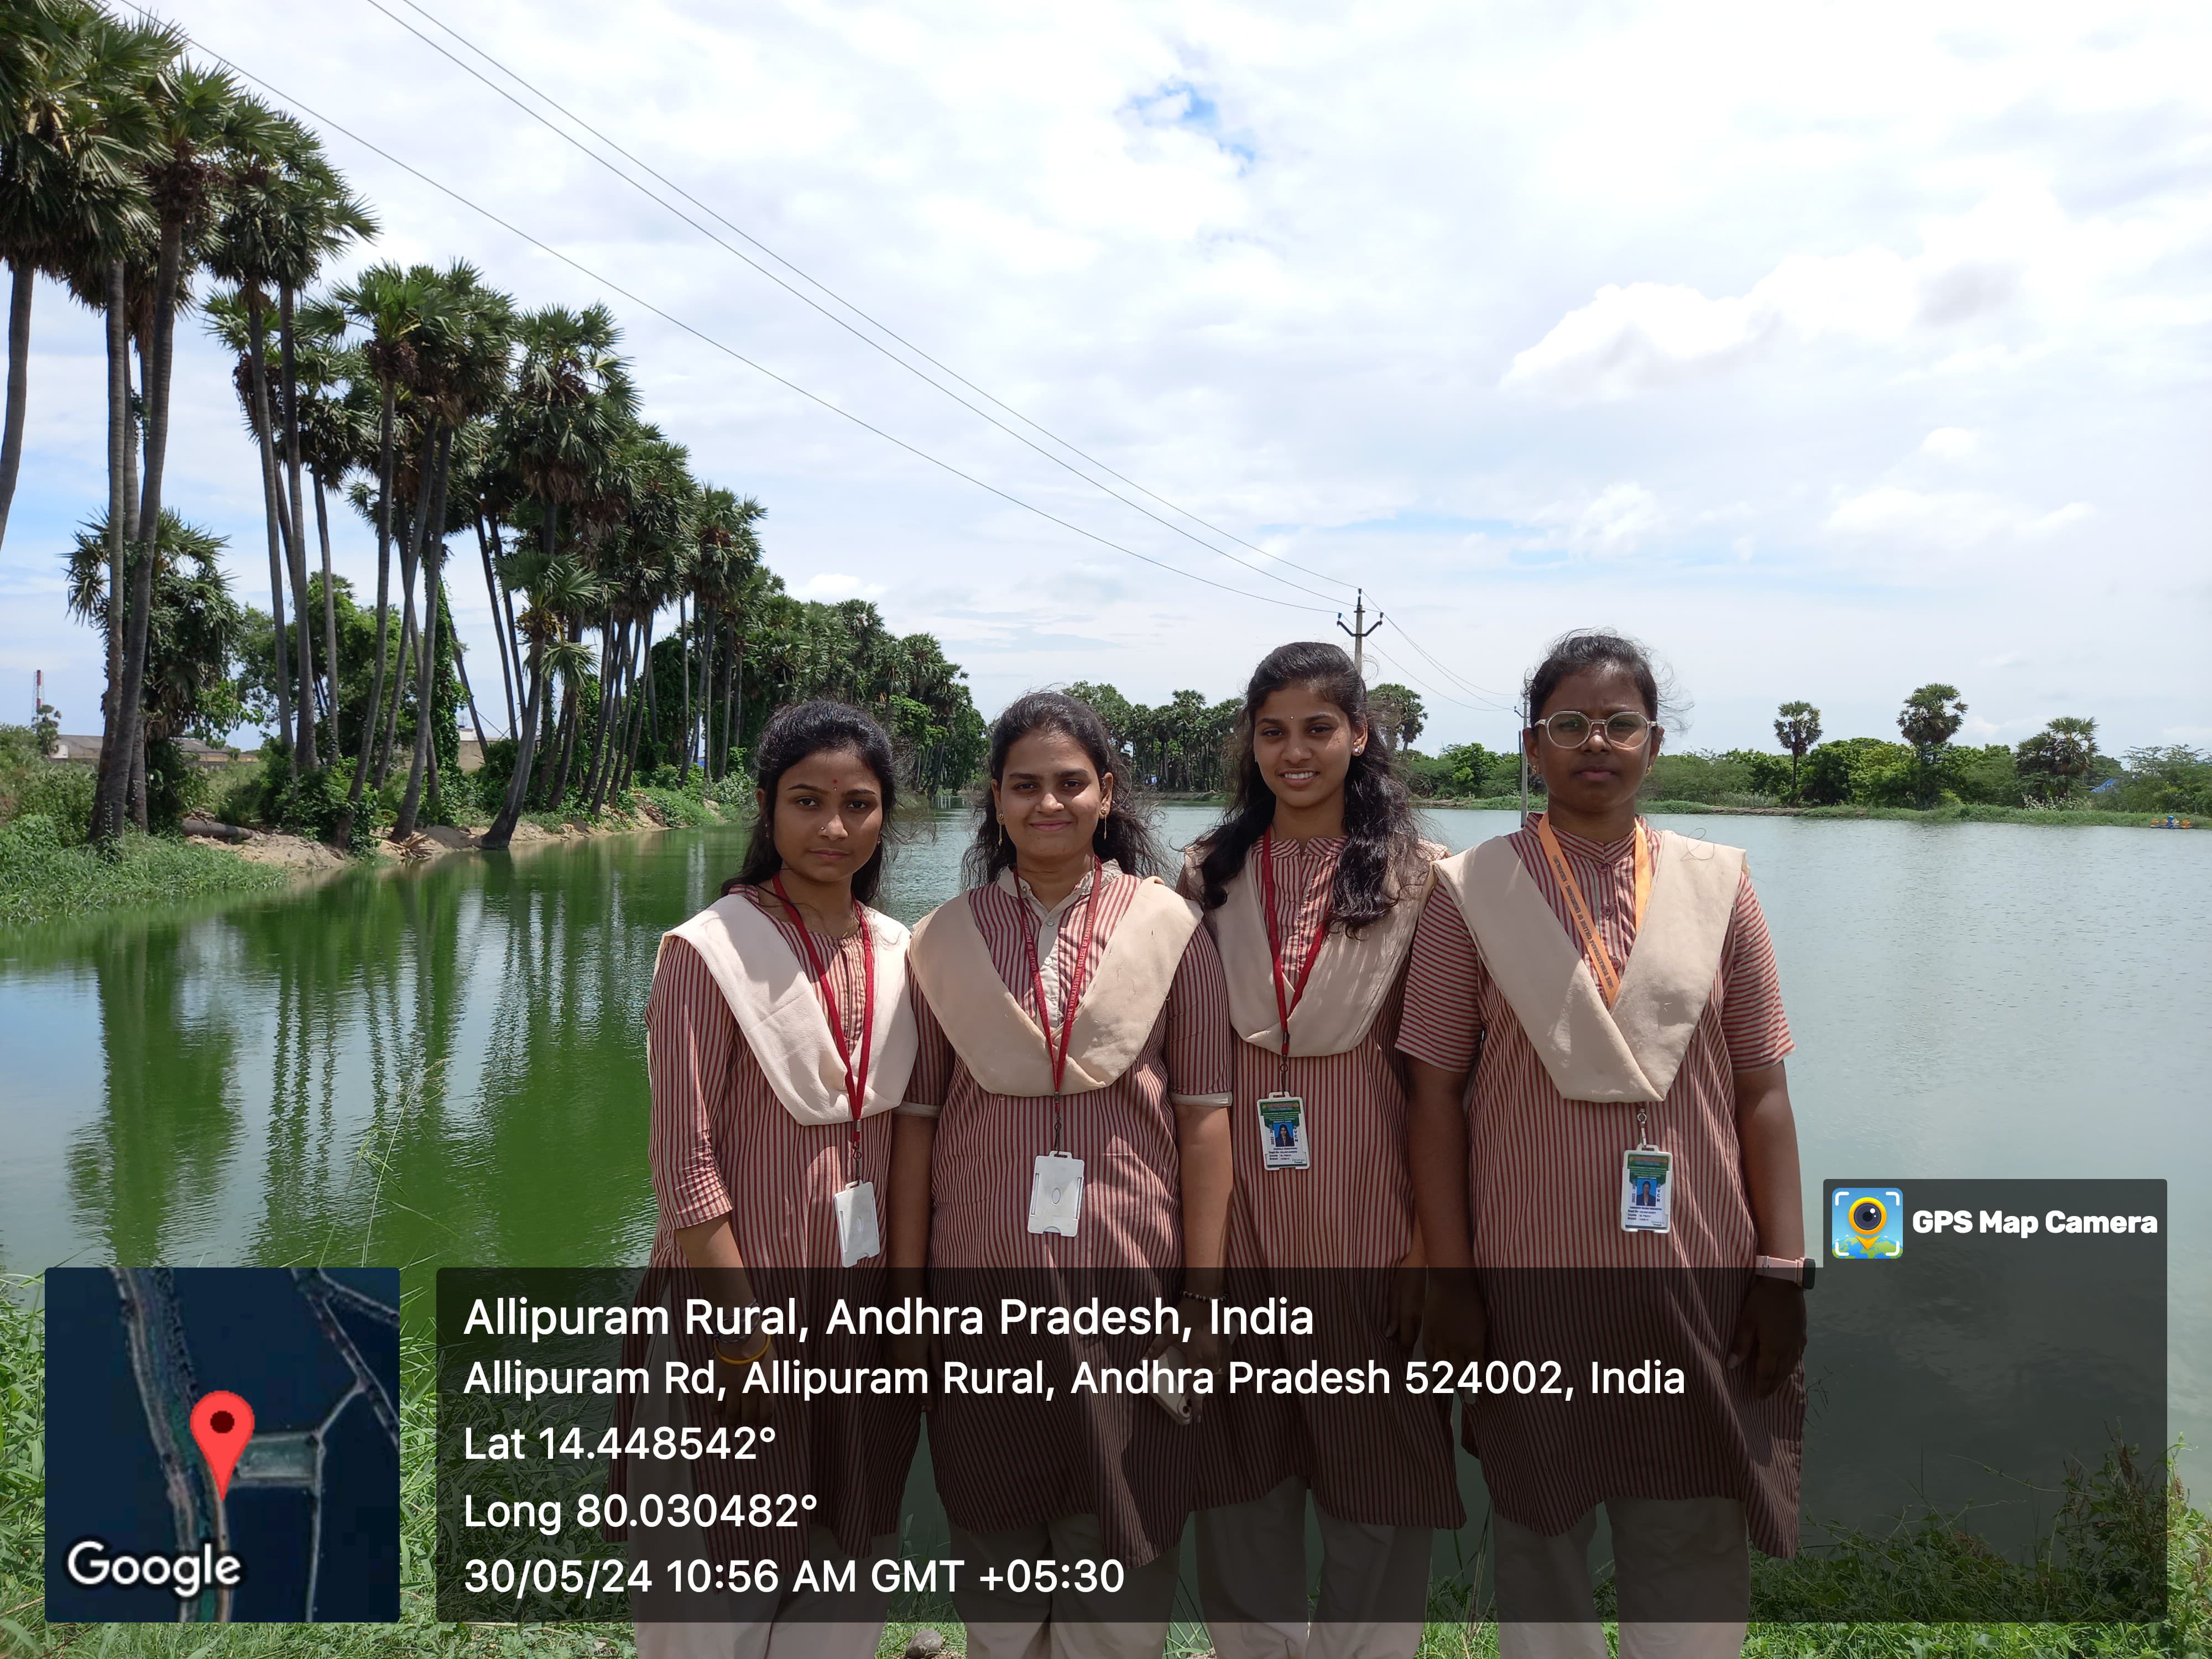 GPS Map Camera
Allipuram Rural, Andhra Pradesh, India
Allipuram Rd, Allipuram Rural, Andhra Pradesh 524002, India
Lat 14.448542°
Long 80.030482°
30/05/24 10:56 AM GMT +05:30
Google